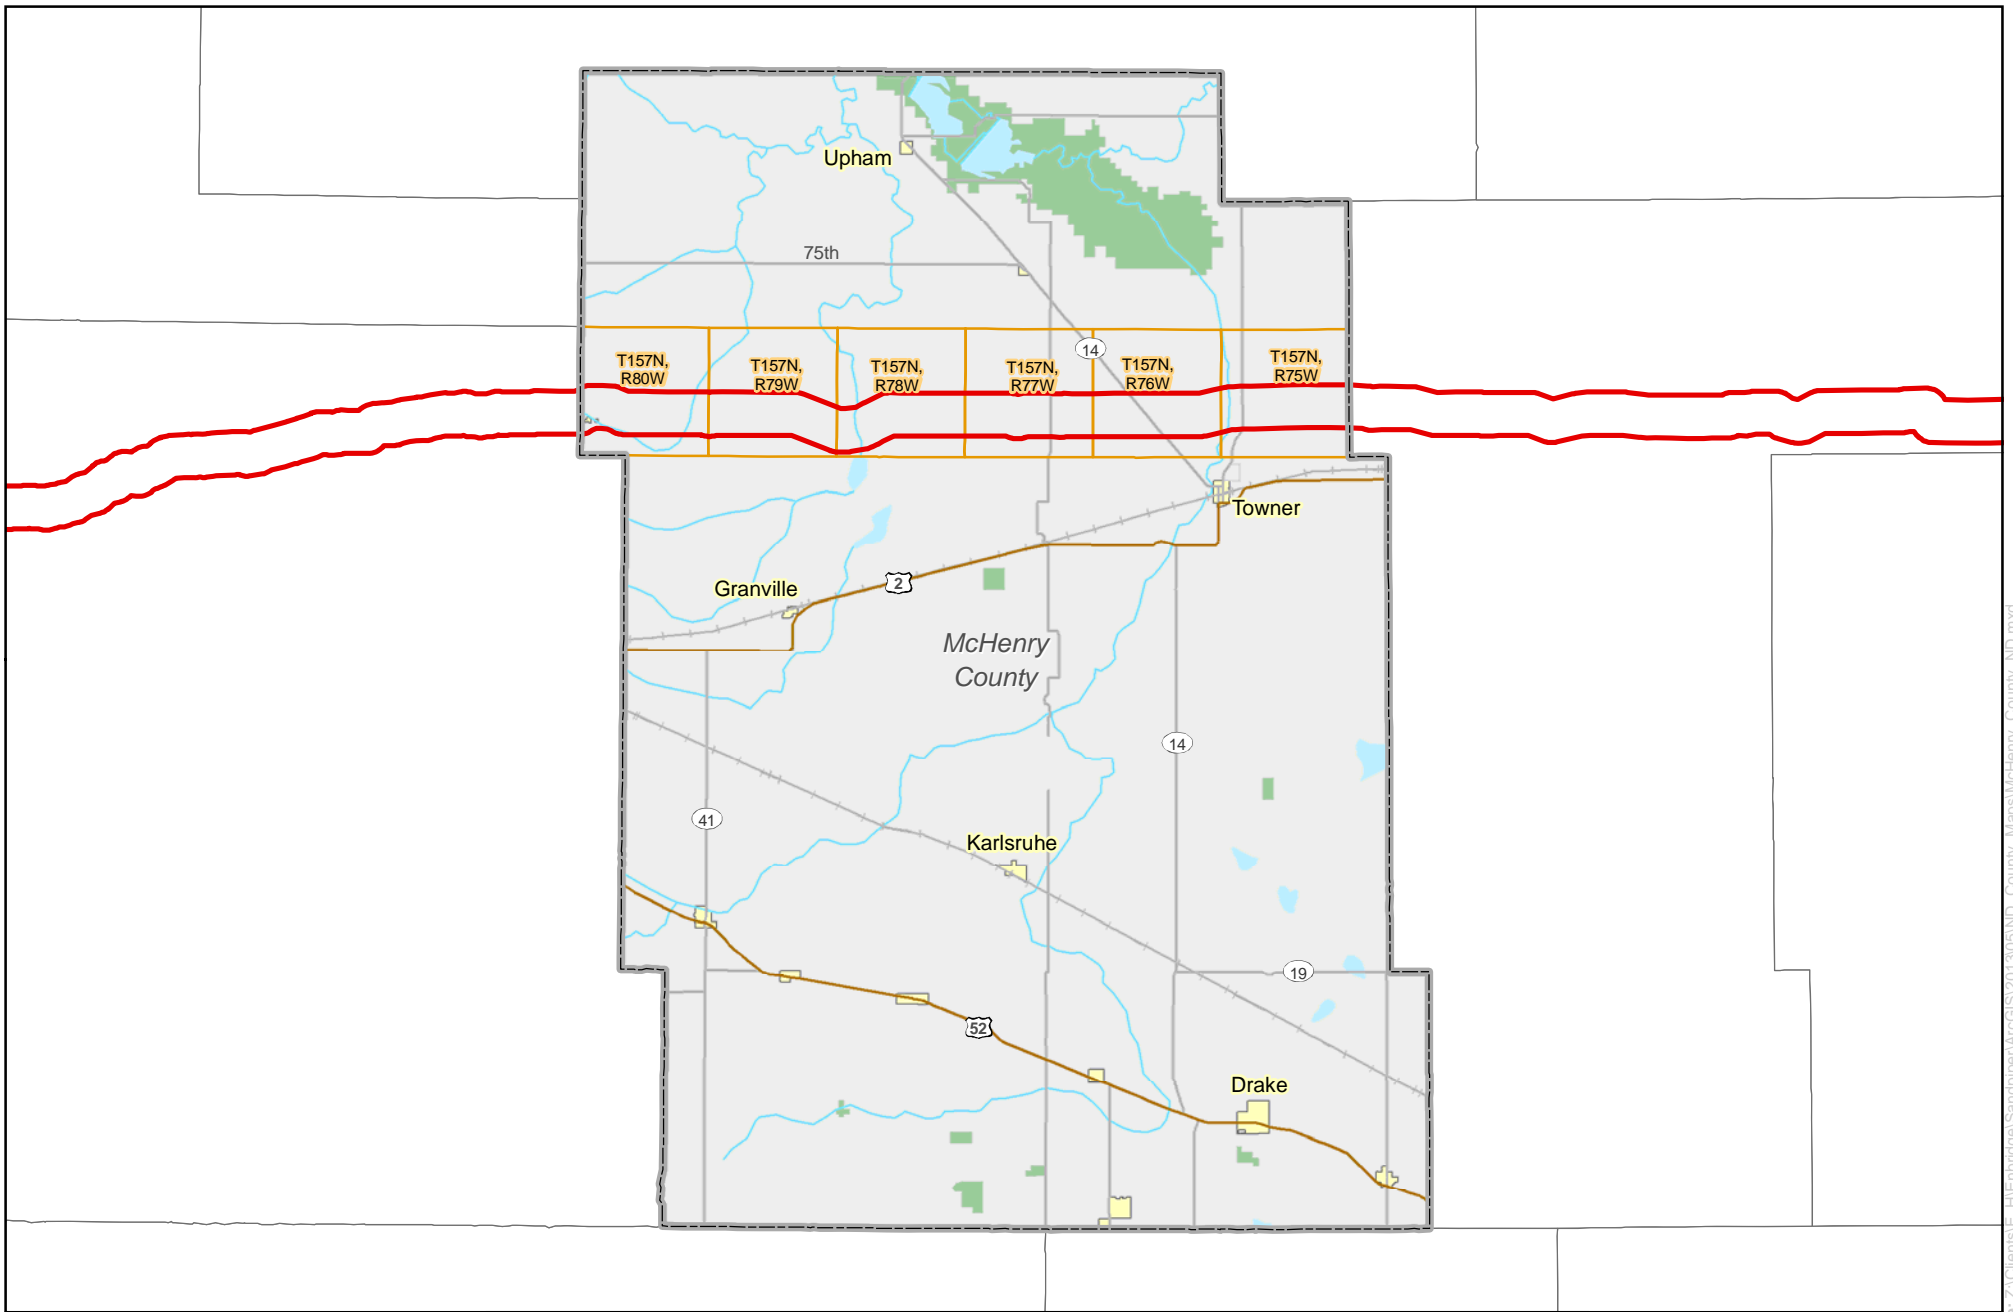 Upham
75th
14
T157N,
R80W
T157N,
R79W
T157N,
R78W
T157N,
R77W
T157N,
R76W
T157N,
R75W
Towner
2
Granville
McHenry
County
14
41
Karlsruhe
19
52
Drake